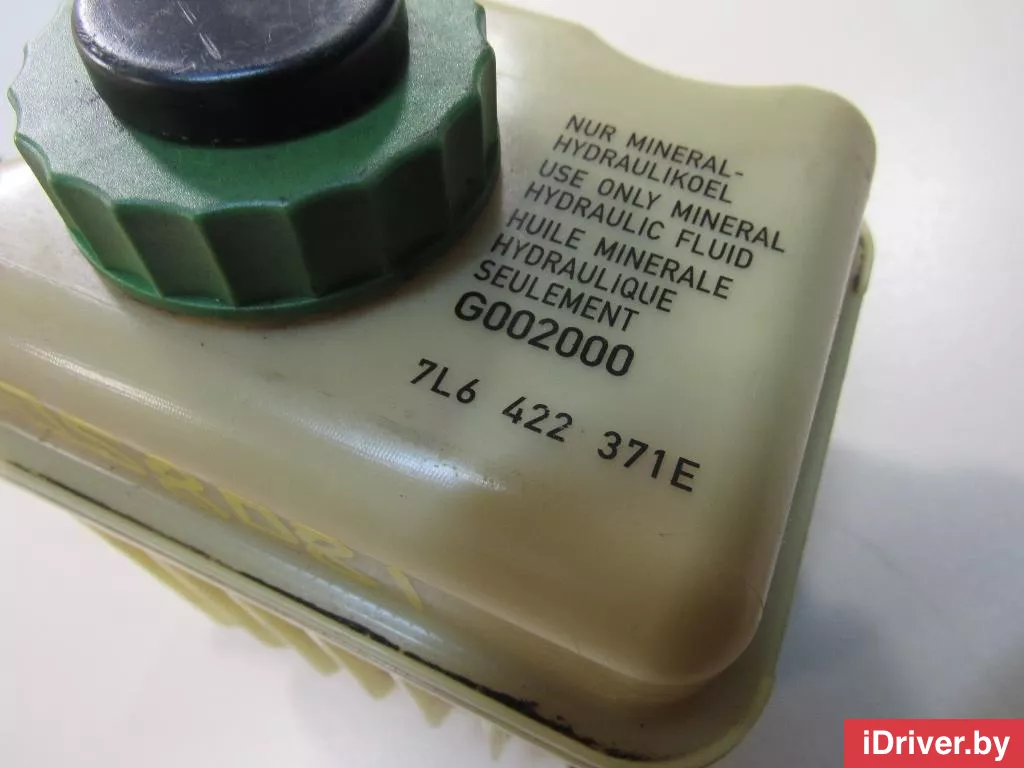 NUR MINERAL-
HYDRAULIKOEL
USE ONLY MINERAL
HYDRAULIC FLUID
HUILE MINERALE
HYDRAULIQUE
SEULEMENT
G002000
7L6 422 371E
iDriver.by